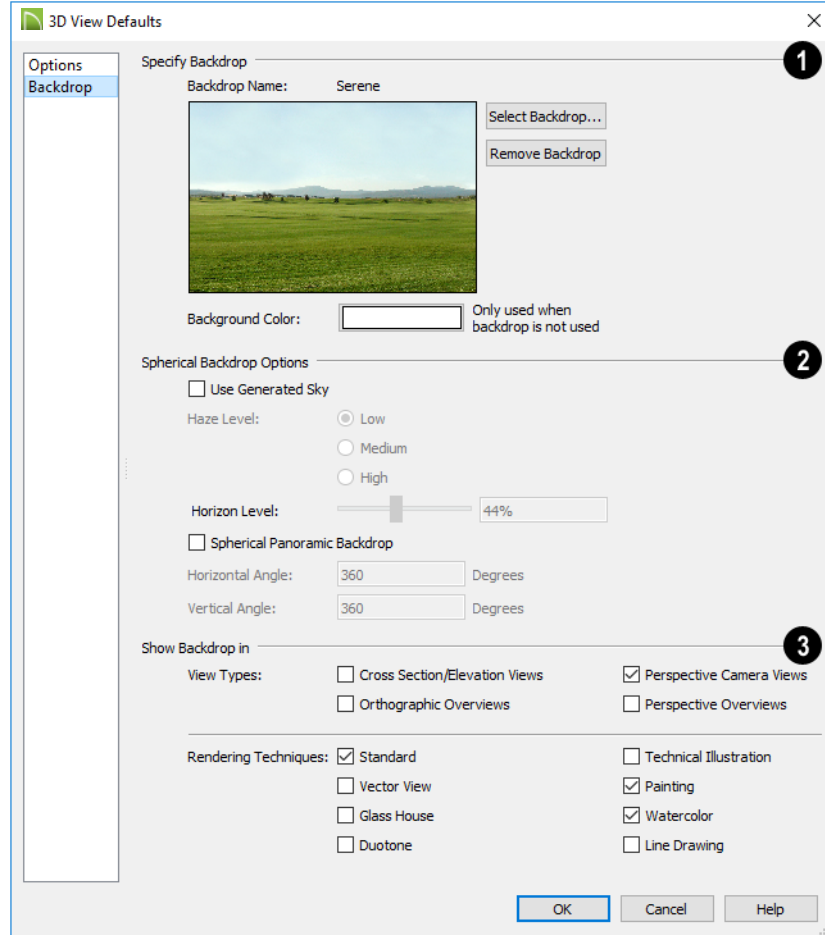 3D View Defaults
Options
Backdrop
Specify Backdrop
1
Backdrop Name: Serene
Select Backdrop...
Remove Backdrop
Background Color:
Only used when
backdrop is not used
Spherical Backdrop Options
2
Use Generated Sky
Haze Level: Low
Medium
High
Horizon Level: 44%
Spherical Panoramic Backdrop
Horizontal Angle: 360 Degrees
Vertical Angle: 360 Degrees
Show Backdrop in
3
View Types: Cross Section/Elevation Views Perspective Camera Views
Orthographic Overviews Perspective Overviews
Rendering Techniques: Standard Technical Illustration
Vector View Painting
Glass House Watercolor
Duotone Line Drawing
OK Cancel Help